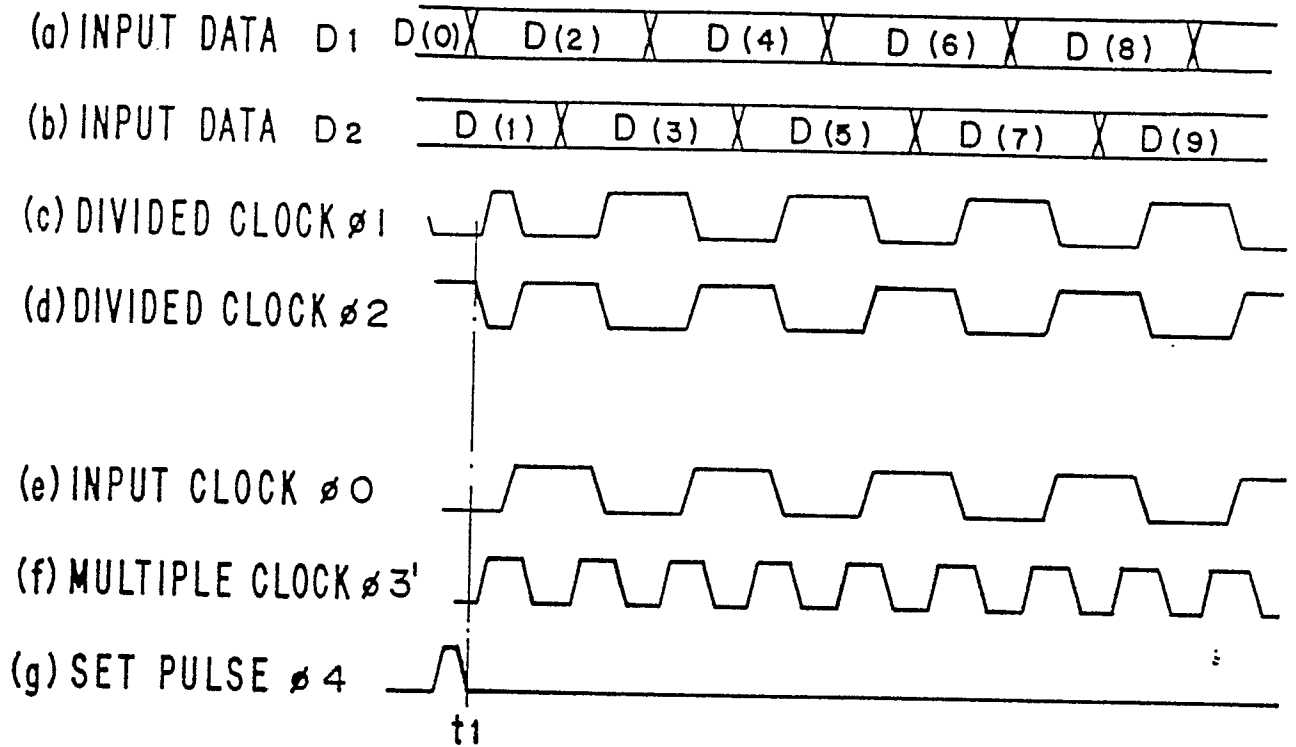 (a) INPUT DATA D1 D(0) D(2) D(4) D(6) D(8)
(b) INPUT DATA D2 D(1) D(3) D(5) D(7) D(9)
(c) DIVIDED CLOCK ø1
(d) DIVIDED CLOCK ø2
(e) INPUT CLOCK ø0
(f) MULTIPLE CLOCK ø3'
(g) SET PULSE ø4
t1